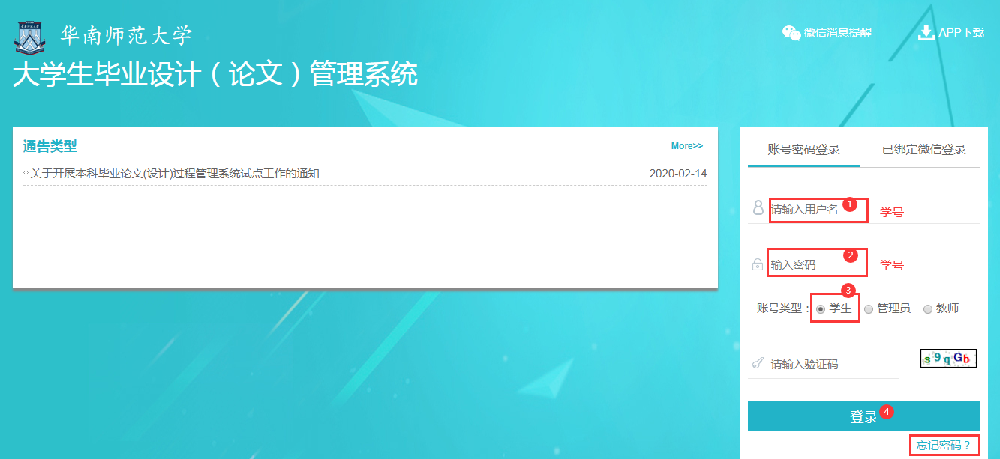 华南师范大学
微信消息提醒
APP下载
大学生毕业设计（论文）管理系统
通告类型
More>>
关于开展本科毕业论文(设计)过程管理系统试点工作的通知
2020-02-14
账号密码登录
已绑定微信登录
请输入用户名
1
学号
输入密码
2
学号
3
账号类型：学生 管理员 教师
请输入验证码
s9qGb
登录 4
忘记密码？